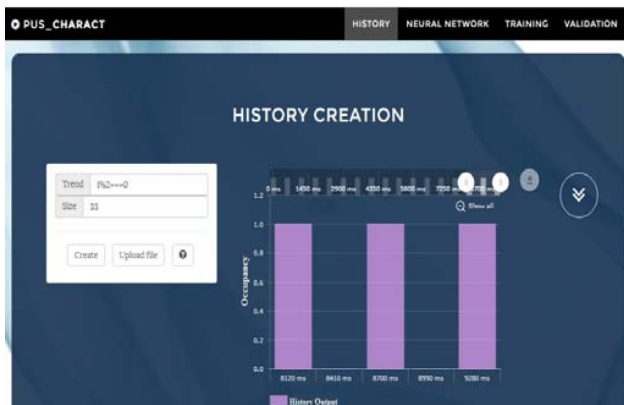 PUS_CHARACT
HISTORY NEURAL NETWORK TRAINING VALIDATION
HISTORY CREATION
Trend i%2===0
Size 33
Create Upload file
0 ms 1450 ms 2900 ms 4350 ms 5800 ms 7250
Show all
1.2
1.0
0.8
0.6
0.4
0.2
0.0
Occupancy
8120 ms 8410 ms 8700 ms 8990 ms 9280 ms
History Output